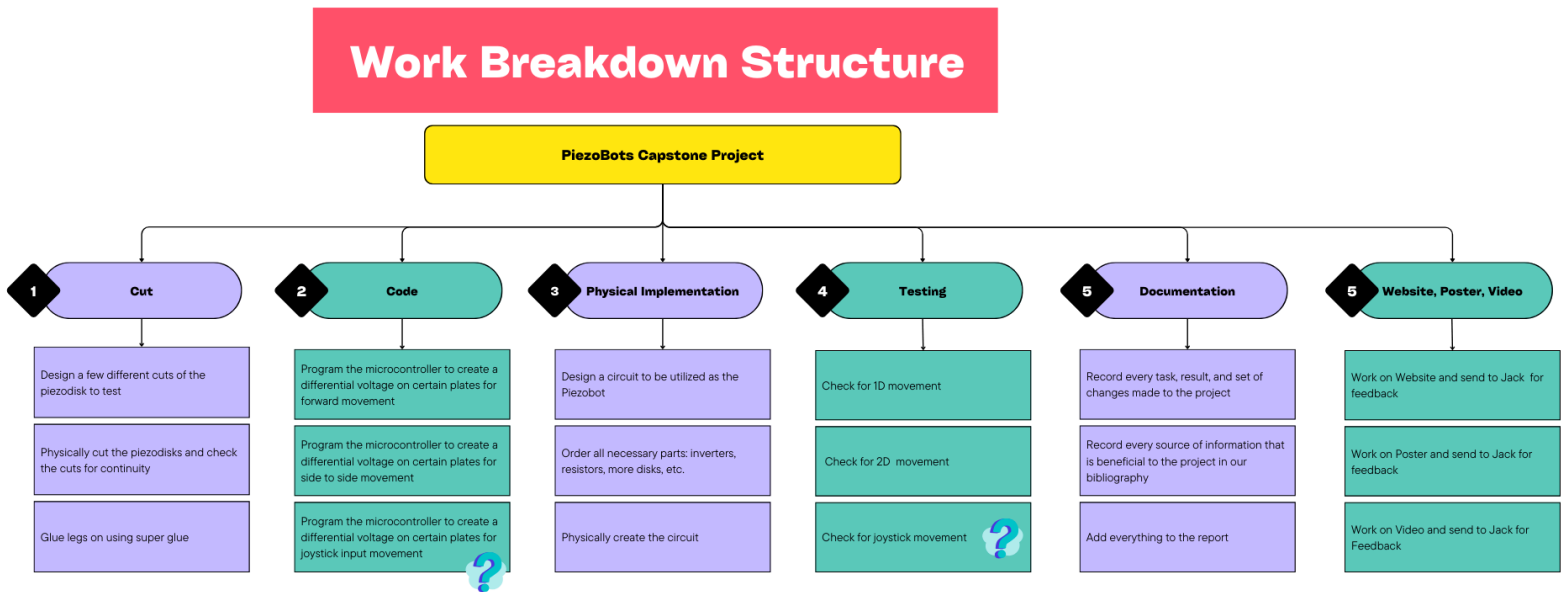 Work Breakdown Structure
PiezoBots Capstone Project
1
Cut
Design a few different cuts of the
piezodisk to test
Physically cut the piezodisks and check
the cuts for continuity
Glue legs on using super glue
2
Code
Program the microcontroller to create a
differential voltage on certain plates for
forward movement
Program the microcontroller to create a
differential voltage on certain plates for
side to side movement
Program the microcontroller to create a
differential voltage on certain plates for
joystick input movement
?
3
Physical Implementation
Design a circuit to be utilized as the
Piezobot
Order all necessary parts: inverters,
resistors, more disks, etc.
Physically create the circuit
4
Testing
Check for 1D movement
Check for 2D movement
Check for joystick movement
?
5
Documentation
Record every task, result, and set of
changes made to the project
Record every source of information that
is beneficial to the project in our
bibliography
Add everything to the report
5
Website, Poster, Video
Work on Website and send to Jack for
feedback
Work on Poster and send to Jack for
feedback
Work on Video and send to Jack for
Feedback